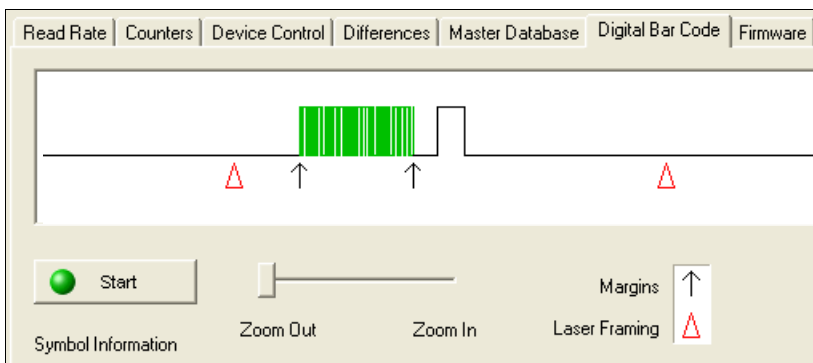 Read Rate Counters Device Control Differences Master Database Digital Bar Code Firmware
Start
Margins
Zoom Out Zoom In Laser Framing
Symbol Information